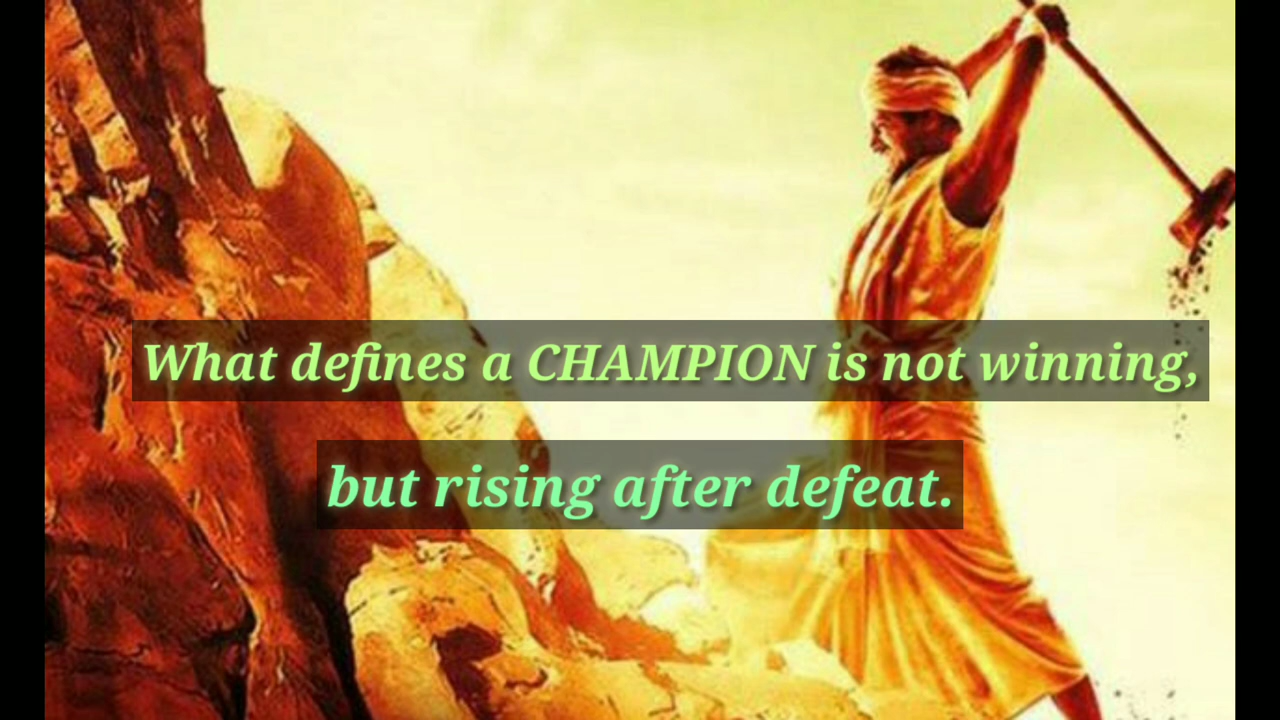 What defines a CHAMPION is not winning,
but rising after defeat.